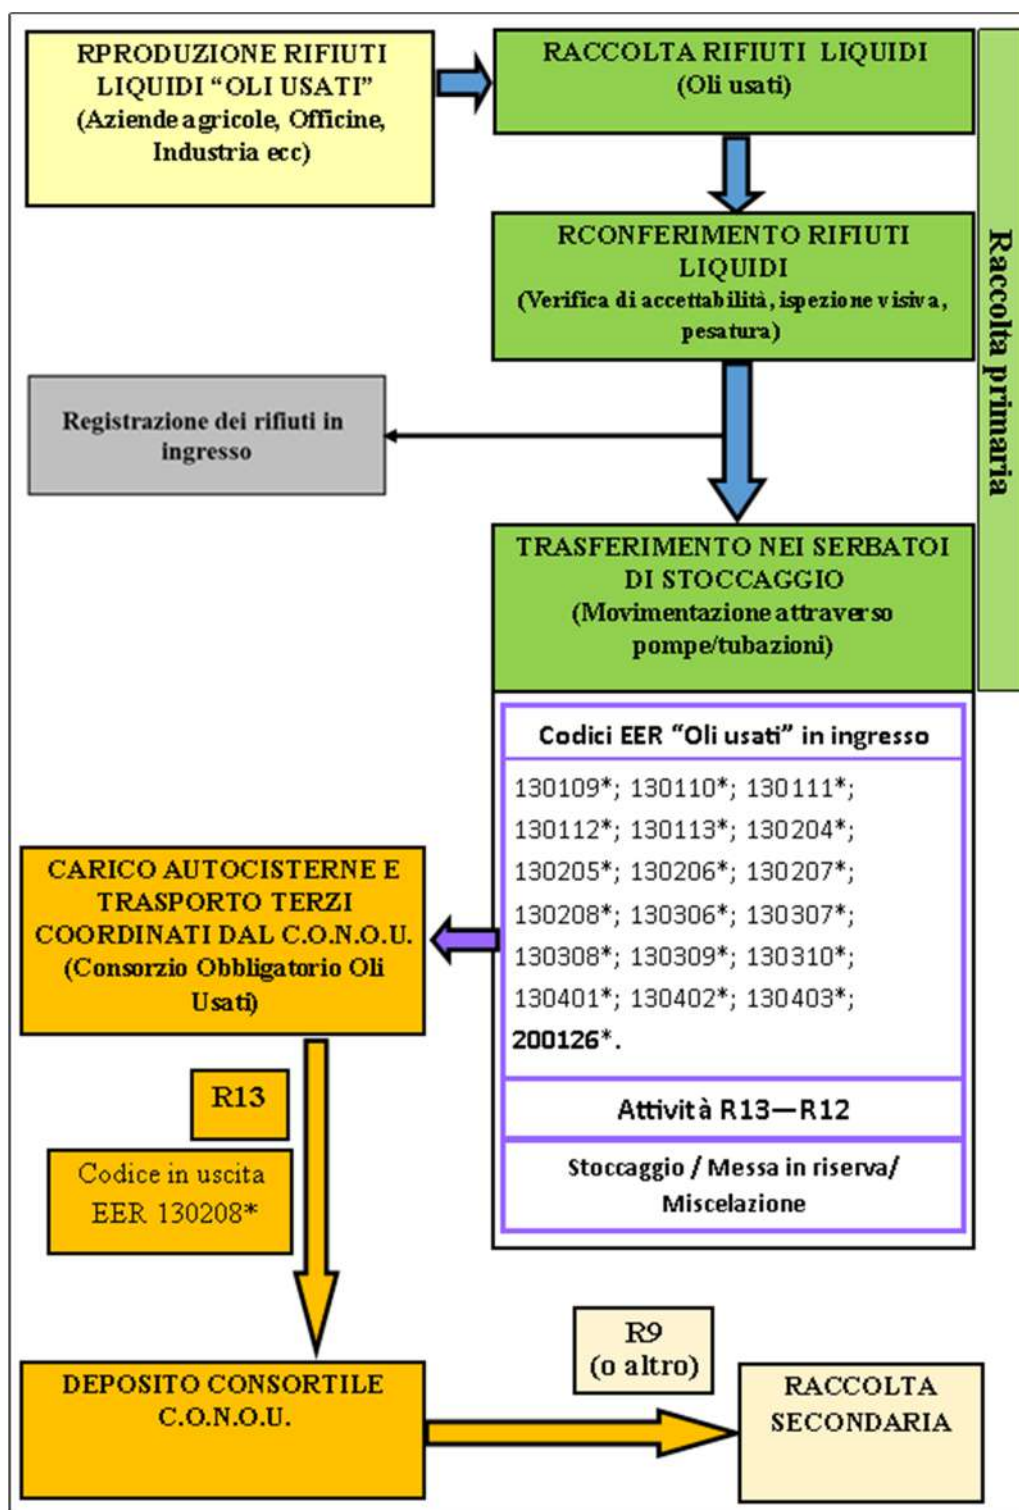 RPRODUZIONE RIFIUTI
LIQUIDI “OLI USATI”
(Aziende agricole, Officine,
Industria ecc)
RACCOLTA RIFIUTI LIQUIDI
(Oli usati)
RCONFERIMENTO RIFIUTI
LIQUIDI
(Verifica di accettabilità, ispezione visiva,
pesatura)
Raccolta primaria
Registrazione dei rifiuti in
ingresso
TRASFERIMENTO NEI SERBATOI
DI STOCCAGGIO
(Movimentazione attraverso
pompe/tubazioni)
Codici EER “Oli usati” in ingresso
130109*; 130110*; 130111*;
130112*; 130113*; 130204*;
130205*; 130206*; 130207*;
130208*; 130306*; 130307*;
130308*; 130309*; 130310*;
130401*; 130402*; 130403*;
200126*.
Attività R13—R12
Stoccaggio / Messa in riserva/
Miscelazione
CARICO AUTOCISTERNE E
TRASPORTO TERZI
COORDINATI DAL C.O.N.O.U.
(Consorzio Obbligatorio Oli
Usati)
R13
Codice in uscita
EER 130208*
DEPOSITO CONSORTILE
C.O.N.O.U.
R9
(o altro)
RACCOLTA
SECONDARIA